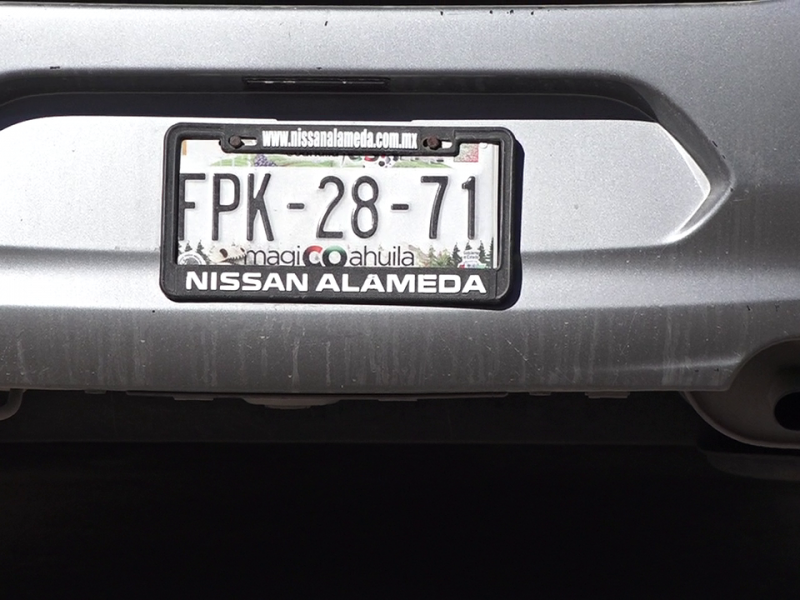 www.nissanalameda.com.mx
FPK-28-71
magiCOahuila
NISSAN ALAMEDA